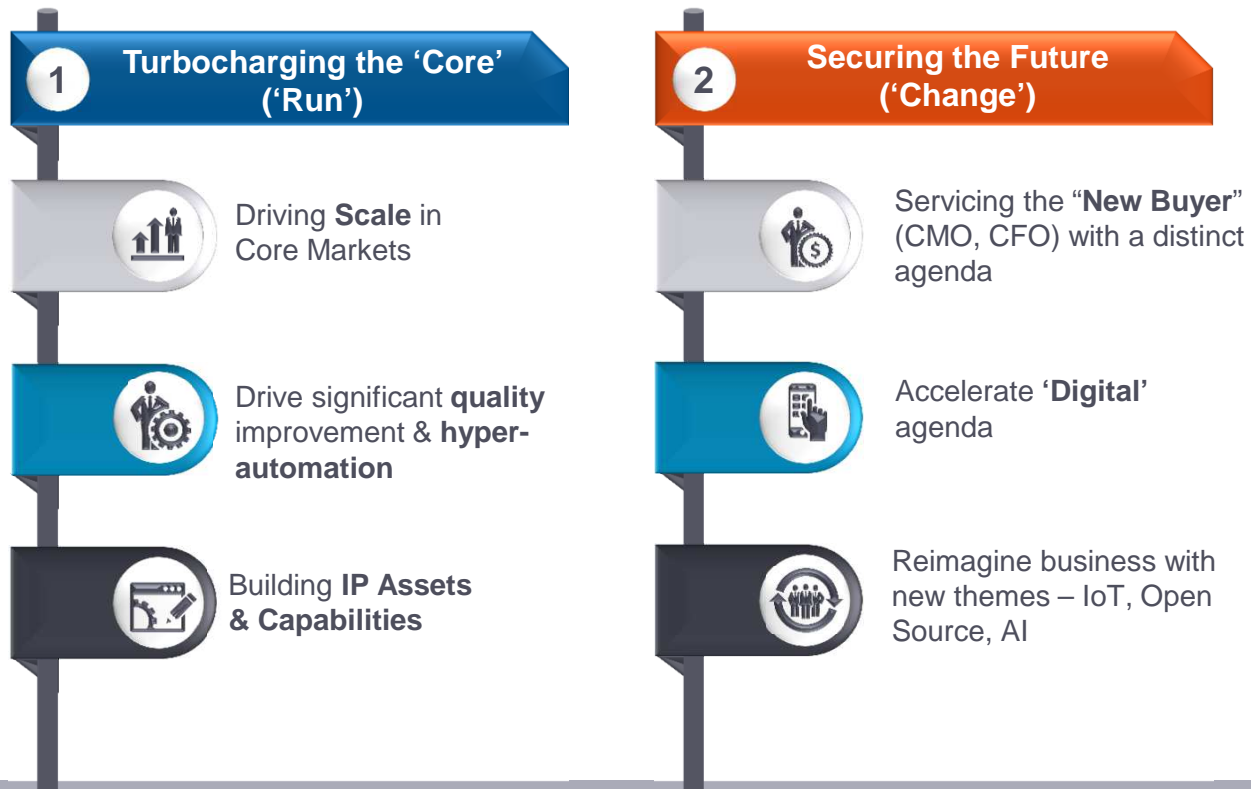 1
Turbocharging the ‘Core’
(‘Run’)
Driving Scale in
Core Markets
Drive significant quality
improvement & hyper-
automation
Building IP Assets
& Capabilities
2
Securing the Future
(‘Change’)
Servicing the “New Buyer”
(CMO, CFO) with a distinct
agenda
$
Accelerate ‘Digital’
agenda
Reimagine business with
new themes – IoT, Open
Source, AI